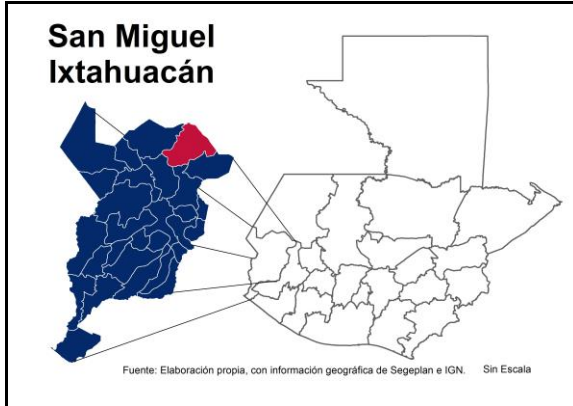 San Miguel
Ixtahuacán
Fuente: Elaboración propia, con información geográfica de Segeplan e IGN. Sin Escala